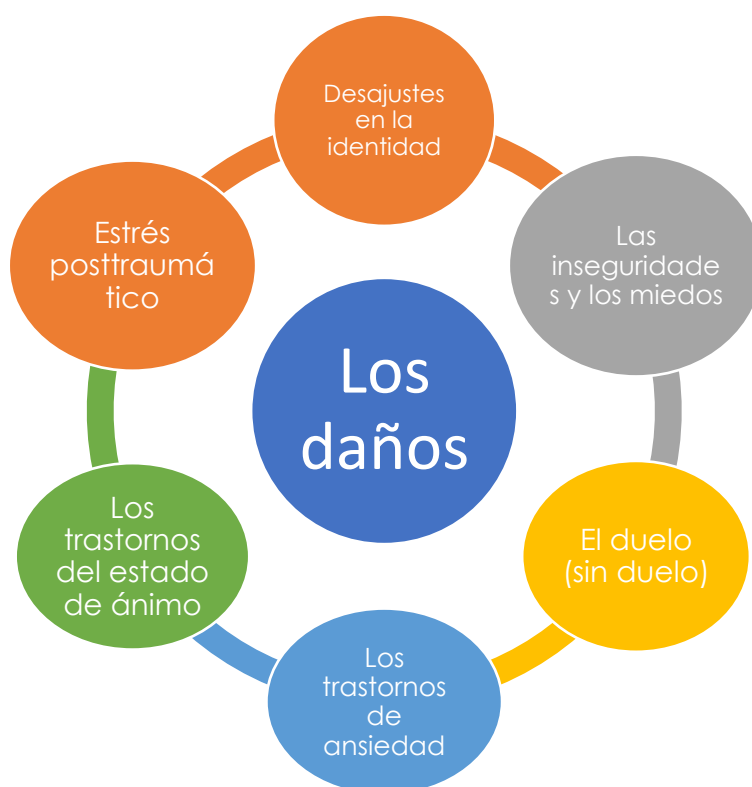 Desajustes
en la
identidad
Las
inseguridade
s y los miedos
El duelo
(sin duelo)
Los
trastornos
de
ansiedad
Los
trastornos
del estado
de ánimo
Estrés
posttraumá
tico
Los
daños